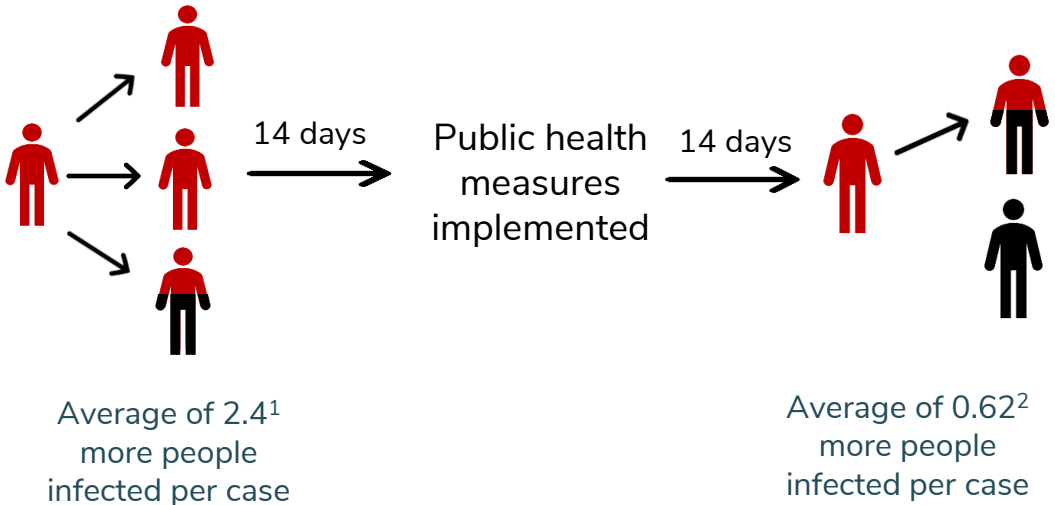 14 days
Public health
measures
implemented
14 days
Average of 2.4¹
more people
infected per case
Average of 0.62²
more people
infected per case